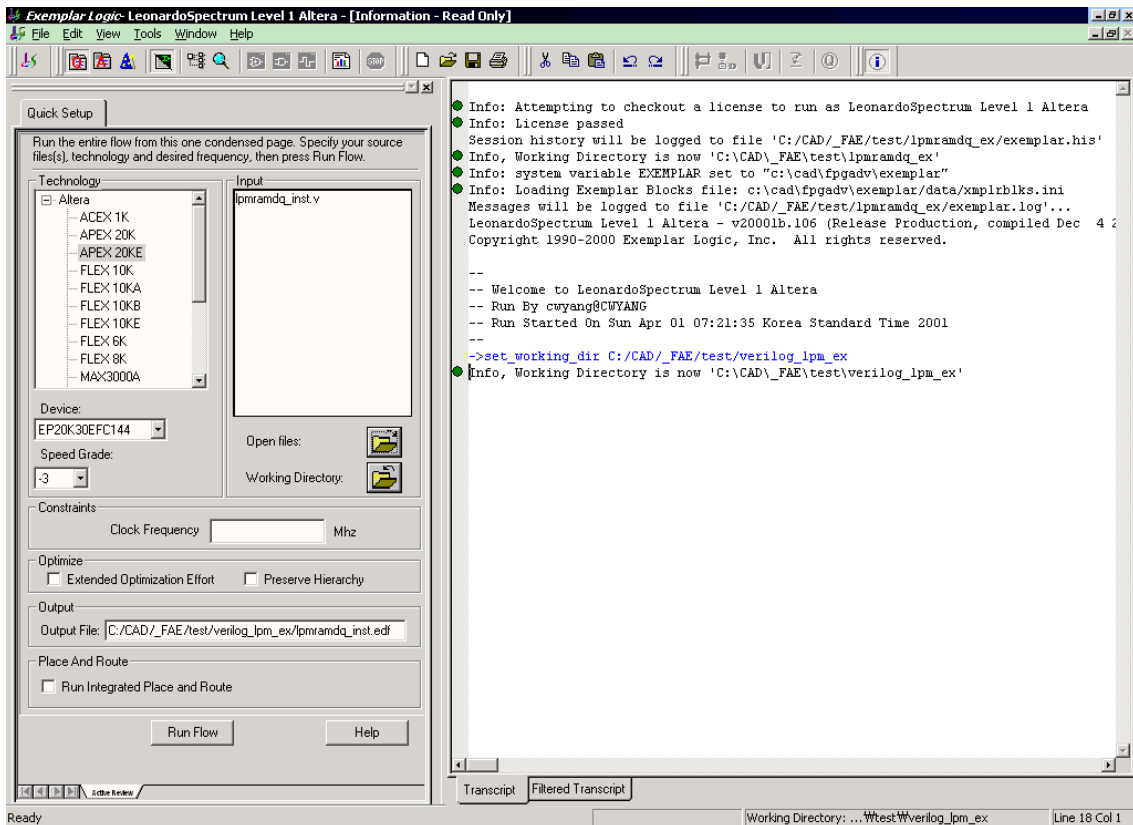 Exemplar Logic- LeonardoSpectrum Level 1 Altera - [Information - Read Only]
File Edit View Tools Window Help
STOP
Quick Setup
Run the entire flow from this one condensed page. Specify your source
files(s), technology and desired frequency, then press Run Flow.
Technology
Altera
ACEX 1K
APEX 20K
APEX 20KE
FLEX 10K
FLEX 10KA
FLEX 10KB
FLEX 10KE
FLEX 6K
FLEX 8K
MAX3000A
Device:
EP20K30EFC144
Speed Grade:
-3
Input
lpmramdq_inst.v
Open files:
Working Directory:
Constraints
Clock Frequency Mhz
Optimize
Extended Optimization Effort Preserve Hierarchy
Output
Output File: C:/CAD/_FAE/test/verilog_lpm_ex/lpmramdq_inst.edf
Place And Route
Run Integrated Place and Route
Run Flow Help
Active Review
Info: Attempting to checkout a license to run as LeonardoSpectrum Level 1 Altera
Info: License passed
Session history will be logged to file 'C:/CAD/_FAE/test/lpmramdq_ex/exemplar.his'
Info, Working Directory is now 'C:\CAD\_FAE\test\lpmramdq_ex'
Info: system variable EXEMPLAR set to "c:\cad\fpgadv\exemplar"
Info: Loading Exemplar Blocks file: c:\cad\fpgadv\exemplar/data/xmplrblks.ini
Messages will be logged to file 'C:/CAD/_FAE/test/lpmramdq_ex/exemplar.log'...
LeonardoSpectrum Level 1 Altera - v20001b.106 (Release Production, compiled Dec 4 2
Copyright 1990-2000 Exemplar Logic, Inc. All rights reserved.
--
-- Welcome to LeonardoSpectrum Level 1 Altera
-- Run By cwyang@CWYANG
-- Run Started On Sun Apr 01 07:21:35 Korea Standard Time 2001
--
->set_working_dir C:/CAD/_FAE/test/verilog_lpm_ex
Info, Working Directory is now 'C:\CAD\_FAE\test\verilog_lpm_ex'
Transcript Filtered Transcript
Ready
Working Directory: ...₩test₩verilog_lpm_ex
Line 18 Col 1